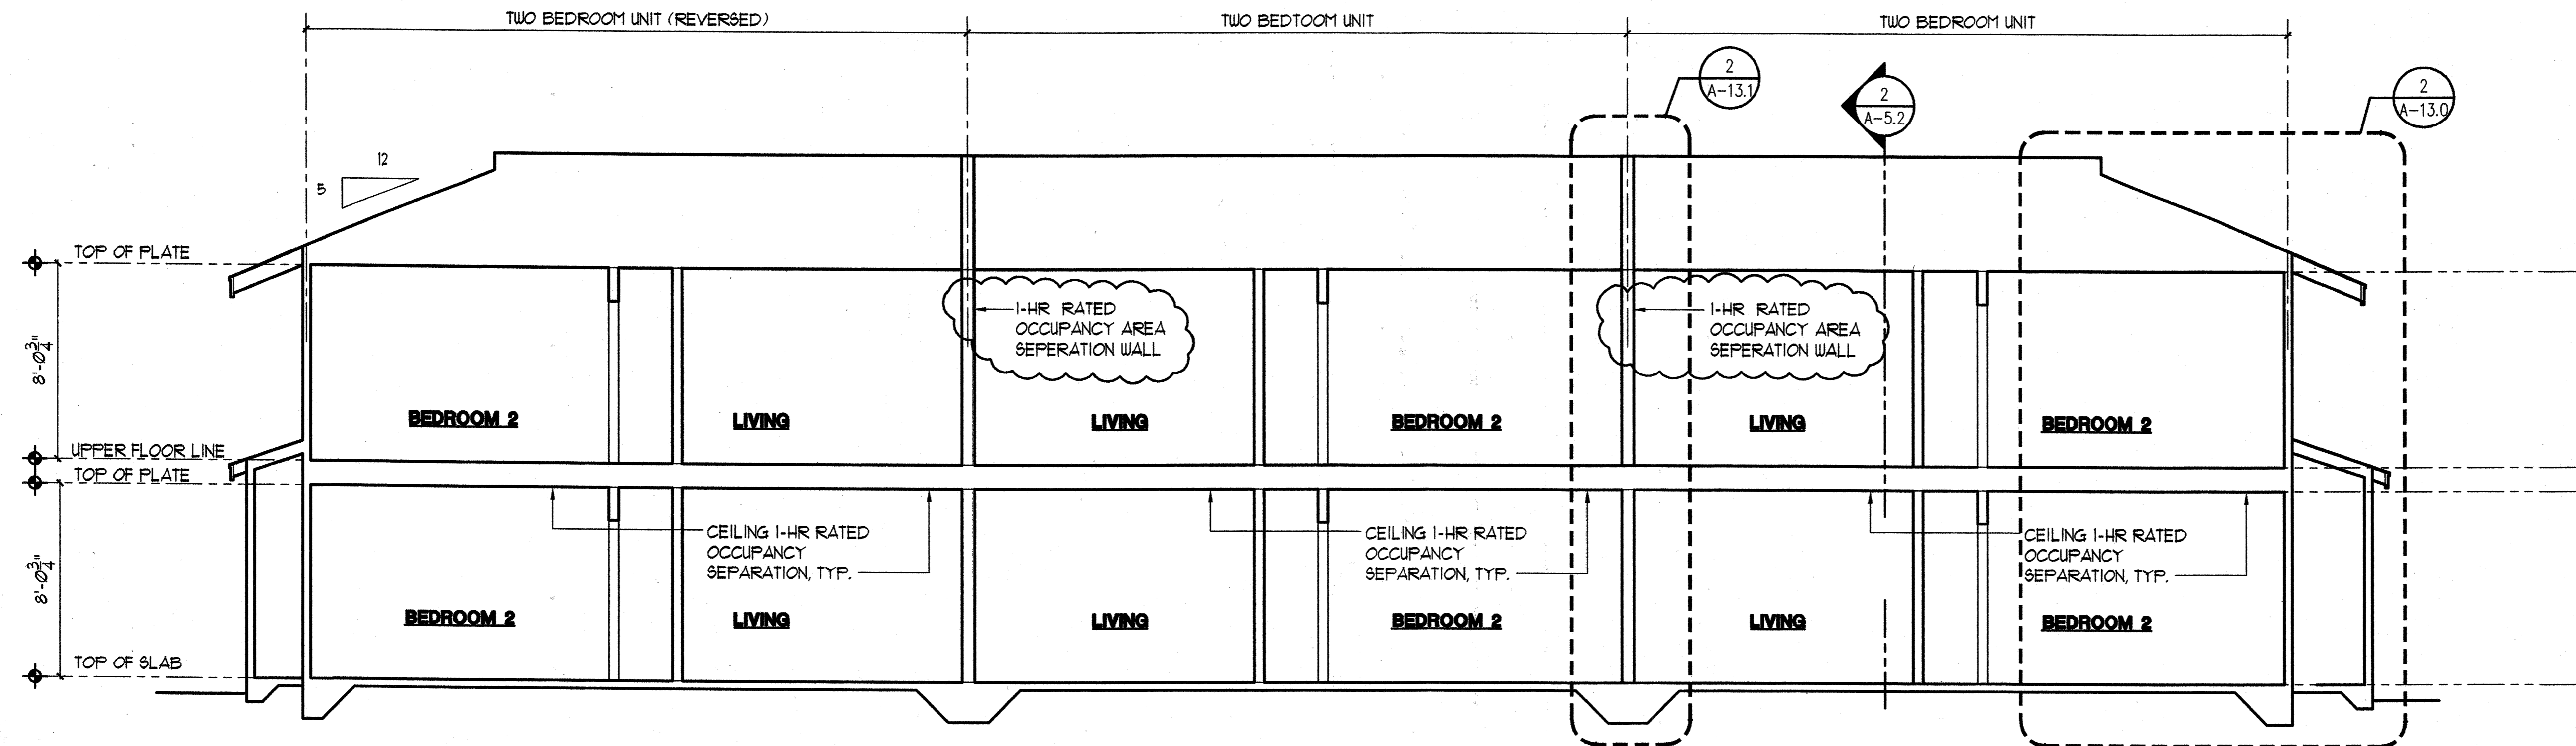 TWO BEDROOM UNIT (REVERSED)
TWO BEDTOOM UNIT
TWO BEDROOM UNIT
2
A-13.1
2
A-5.2
2
A-13.0
12
5
TOP OF PLATE
8'-0 3/4"
UPPER FLOOR LINE
TOP OF PLATE
8'-0 3/4"
TOP OF SLAB
1-HR RATED
OCCUPANCY AREA
SEPERATION WALL
1-HR RATED
OCCUPANCY AREA
SEPERATION WALL
BEDROOM 2
LIVING
LIVING
BEDROOM 2
LIVING
BEDROOM 2
CEILING 1-HR RATED
OCCUPANCY
SEPARATION, TYP.
CEILING 1-HR RATED
OCCUPANCY
SEPARATION, TYP.
CEILING 1-HR RATED
OCCUPANCY
SEPARATION, TYP.
BEDROOM 2
LIVING
LIVING
BEDROOM 2
LIVING
BEDROOM 2